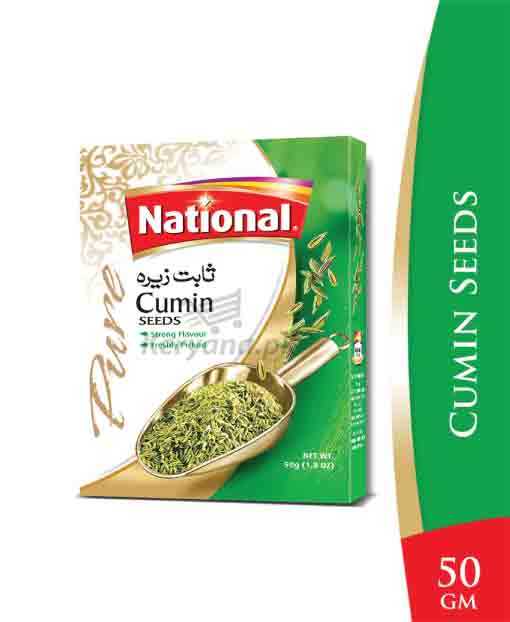 National
Pure
ثابت زیرہ
Cumin
SEEDS
Strong Flavour
Freshly Picked
NET WT.
50g (1.8 OZ)
CUMIN SEEDS
50
GM